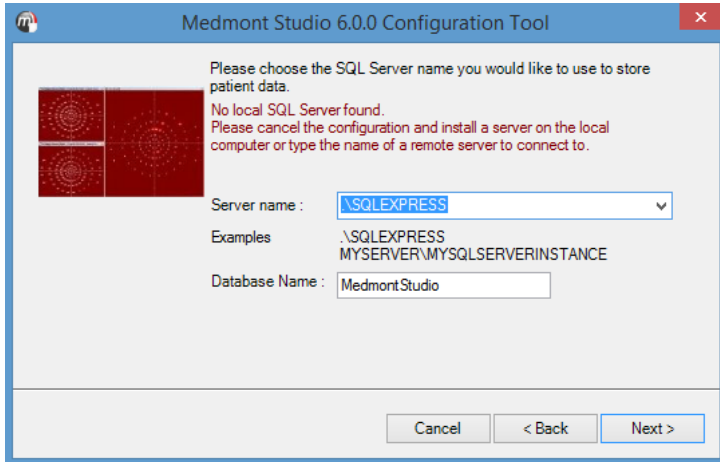 Medmont Studio 6.0.0 Configuration Tool
Please choose the SQL Server name you would like to use to store
patient data.
No local SQL Server found.
Please cancel the configuration and install a server on the local
computer or type the name of a remote server to connect to.
Server name : .\SQLEXPRESS
Examples .\SQLEXPRESS
MYSERVER\MYSQLSERVERINSTANCE
Database Name : MedmontStudio
Cancel < Back Next >